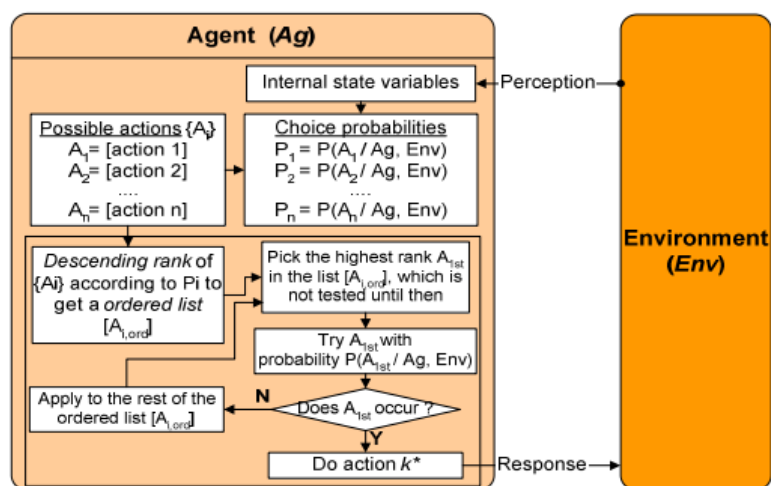 Agent (Ag)
Internal state variables
Perception
Possible actions {Ai}
A1= [action 1]
A2= [action 2]
....
An= [action n]
Choice probabilities
P1 = P(A1/ Ag, Env)
P2 = P(A2/ Ag, Env)
....
Pn = P(An/ Ag, Env)
Environment
(Env)
Descending rank of
{Ai} according to Pi to
get a ordered list
[Ai,ord]
Pick the highest rank A1st
in the list [Ai,ord], which is
not tested until then
Try A1st with
probability P(A1st/ Ag, Env)
Apply to the rest of the
ordered list [Ai,ord]
N
Does A1st occur ?
Y
Do action k*
Response